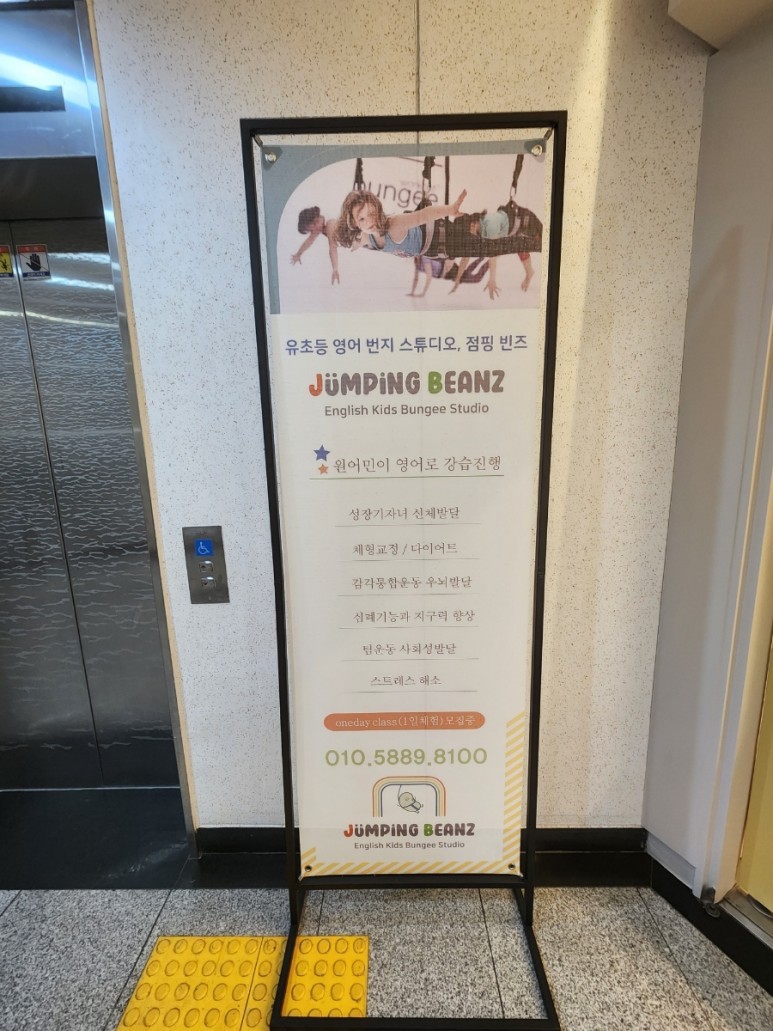 bungee
유초등 영어 번지 스튜디오, 점핑 빈즈
JÜMPiNG BEANZ
English Kids Bungee Studio
원어민이 영어로 강습진행
성장기자녀 신체발달
체형교정 / 다이어트
감각통합운동 우뇌발달
심폐기능과 지구력 향상
팀운동 사회성발달
스트레스 해소
oneday class (1일체험) 모집중
010.5889.8100
JÜMPiNG BEANZ
English Kids Bungee Studio